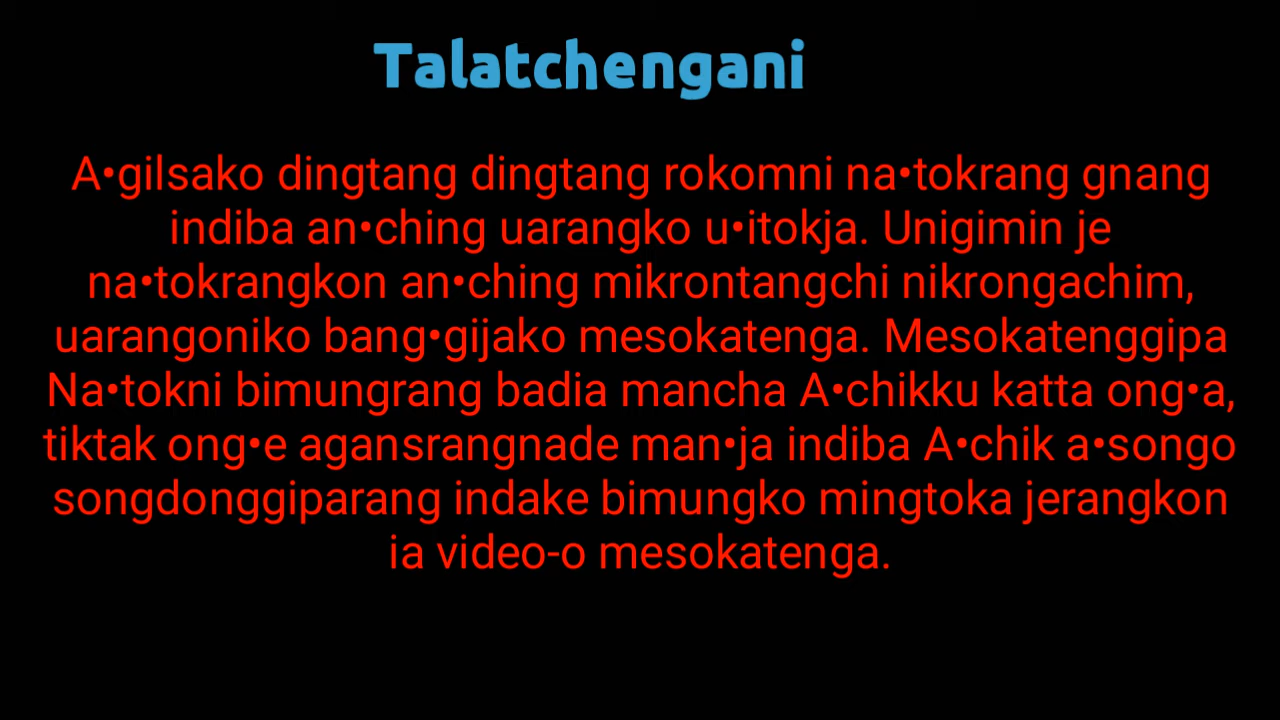 Talatchengani
A•gilsako dingtang dingtang rokomni na•tokrang gnang
indiba an•ching uarangko u•itokja. Unigimin je
na•tokrangkon an•ching mikrontangchi nikrongachim,
uarangoniko bang•gijako mesokatenga. Mesokatenggipa
Na•tokni bimungrang badia mancha A•chikku katta ong•a,
tiktak ong•e agansrangnade man•ja indiba A•chik a•songo
songdonggiparang indake bimungko mingtoka jerangkon
ia video-o mesokatenga.